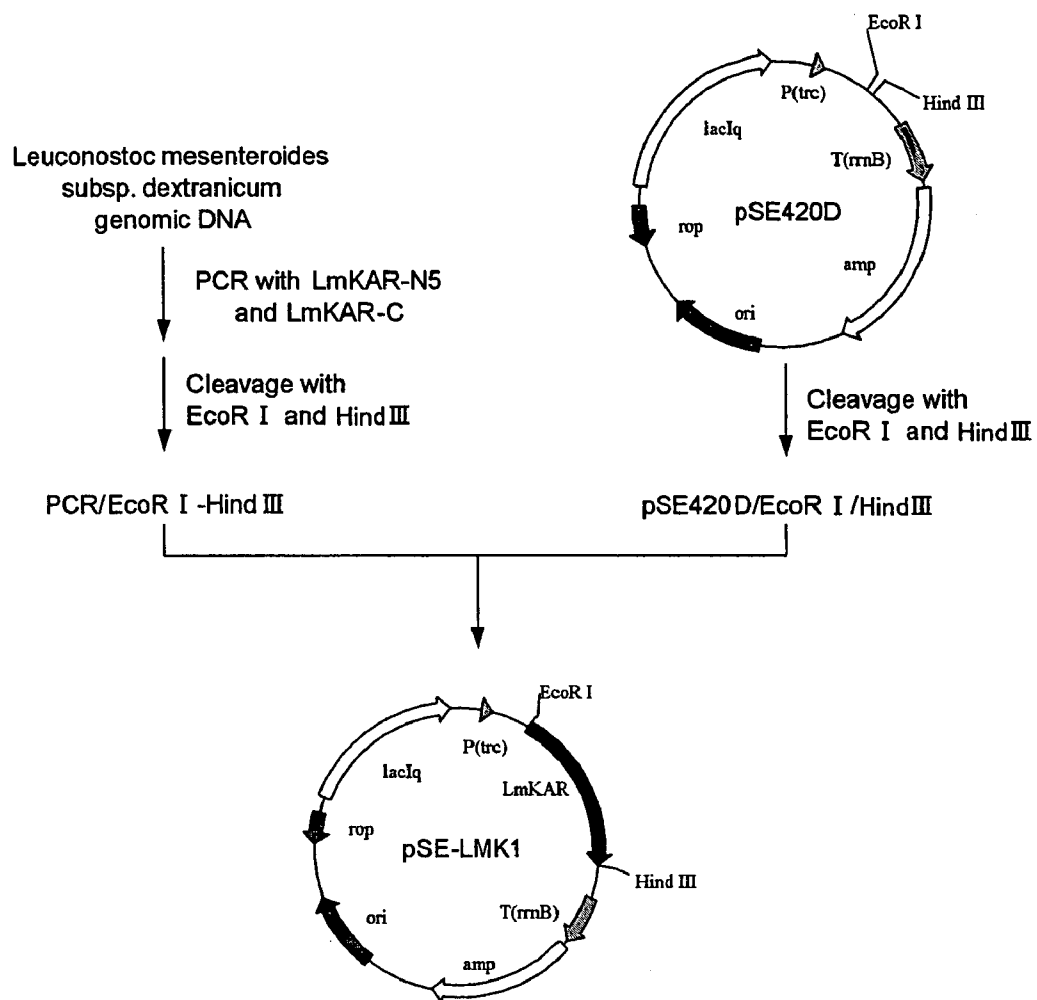 EcoR I
Hind III
P(trc)
lacIq
T(rrnB)
pSE420D
rop
amp
ori
Leuconostoc mesenteroides
subsp. dextranicum
genomic DNA
PCR with LmKAR-N5
and LmKAR-C
Cleavage with
EcoR Ⅰ and Hind Ⅲ
Cleavage with
EcoR Ⅰ and Hind Ⅲ
PCR/EcoR Ⅰ -Hind Ⅲ
pSE420D/EcoR Ⅰ /Hind Ⅲ
EcoR I
P(trc)
lacIq
LmKAR
rop
pSE-LMK1
Hind III
T(rrnB)
ori
amp